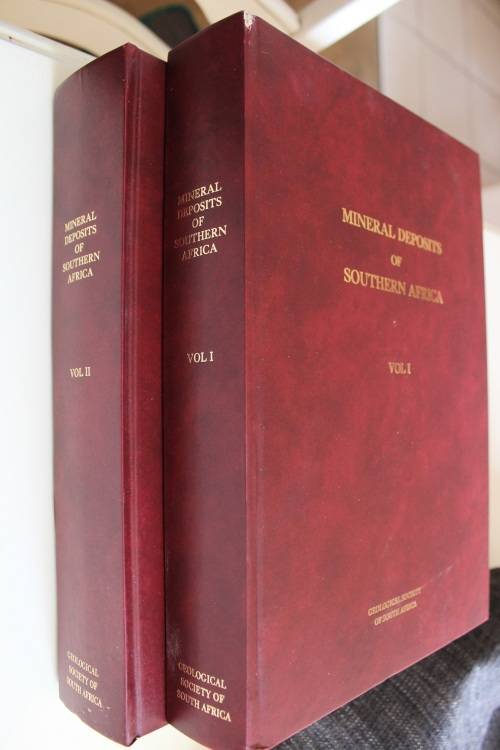 MINERAL
DEPOSITS
OF
SOUTHERN
AFRICA
VOL II
GEOLOGICAL
SOCIETY OF
SOUTH AFRICA
MINERAL
DEPOSITS
OF
SOUTHERN
AFRICA
VOL I
GEOLOGICAL
SOCIETY OF
SOUTH AFRICA
MINERAL DEPOSITS
OF
SOUTHERN AFRICA
VOL I
GEOLOGICAL SOCIETY
OF SOUTH AFRICA